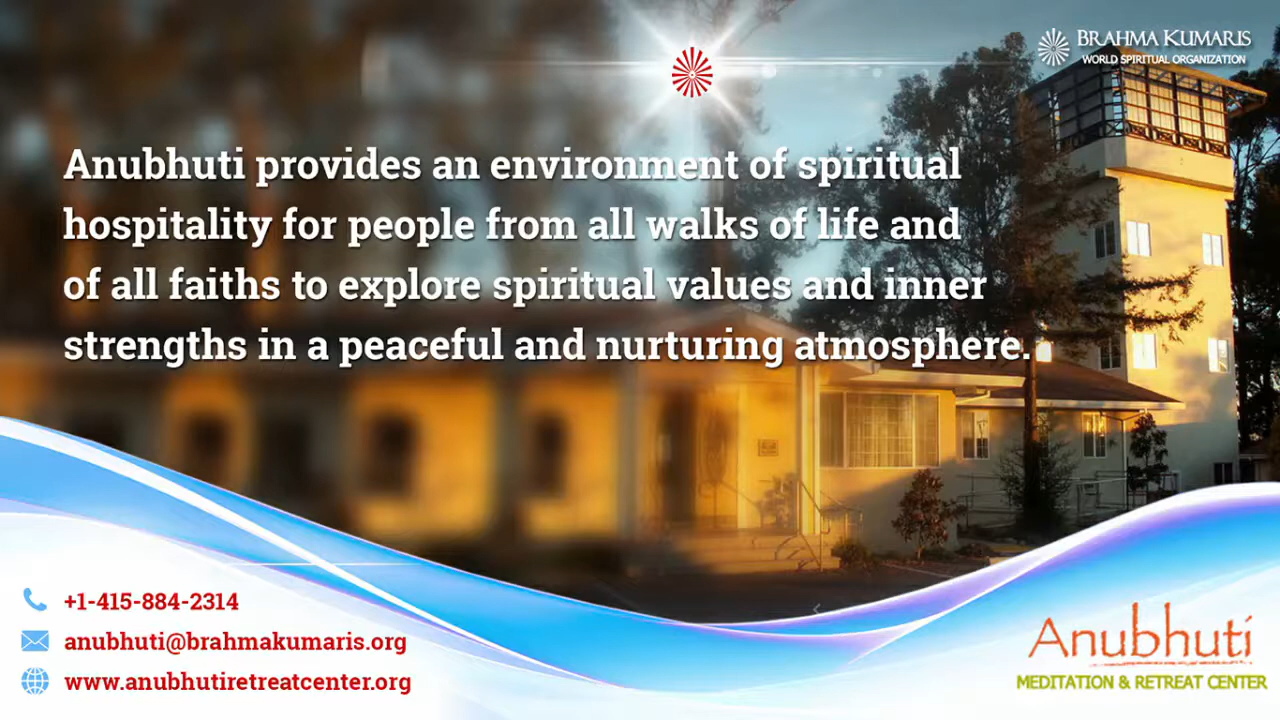 BRAHMA KUMARIS
WORLD SPIRITUAL ORGANIZATION
Anubhuti provides an environment of spiritual
hospitality for people from all walks of life and
of all faiths to explore spiritual values and inner
strengths in a peaceful and nurturing atmosphere.
+1-415-884-2314
anubhuti@brahmakumaris.org
www.anubhutiretreatcenter.org
Anubhuti
MEDITATION & RETREAT CENTER